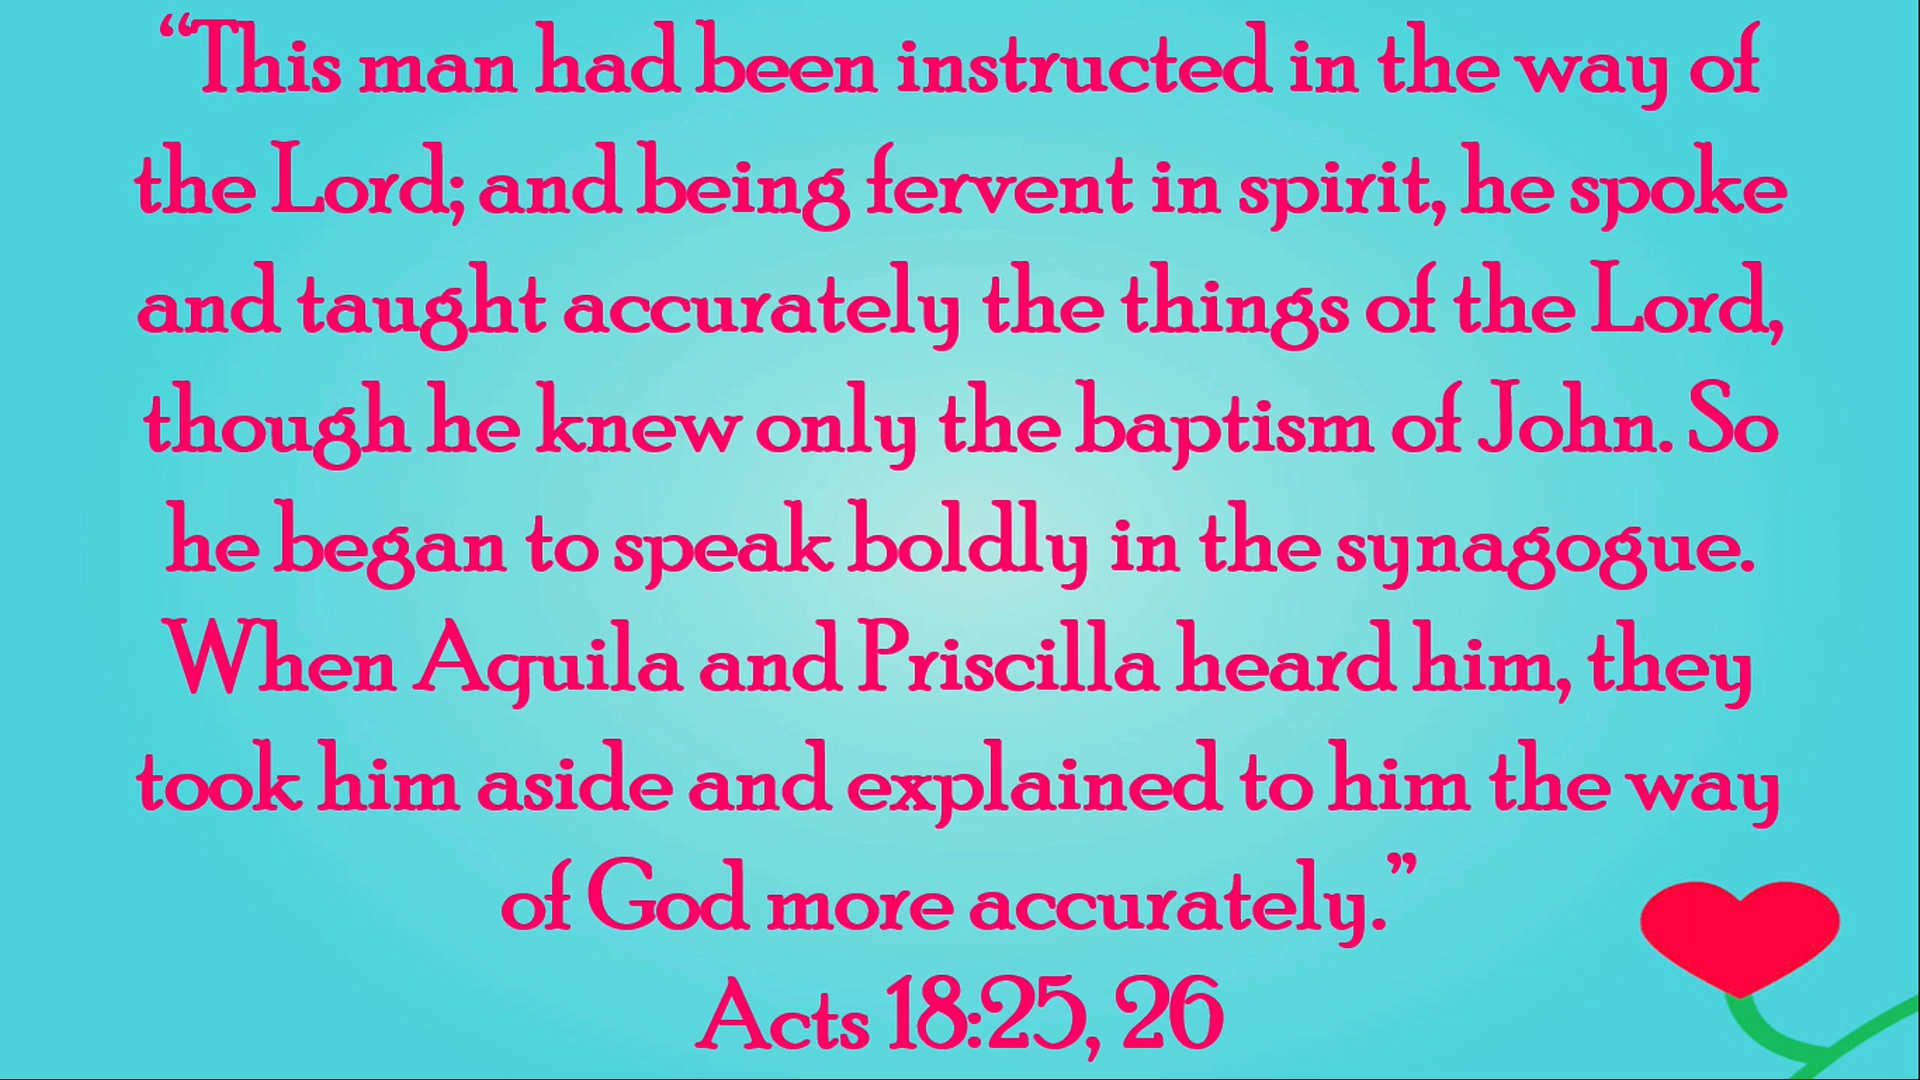 “This man had been instructed in the way of
the Lord; and being fervent in spirit, he spoke
and taught accurately the things of the Lord,
though he knew only the baptism of John. So
he began to speak boldly in the synagogue.
When Aquila and Priscilla heard him, they
took him aside and explained to him the way
of God more accurately.”
Acts 18:25, 26